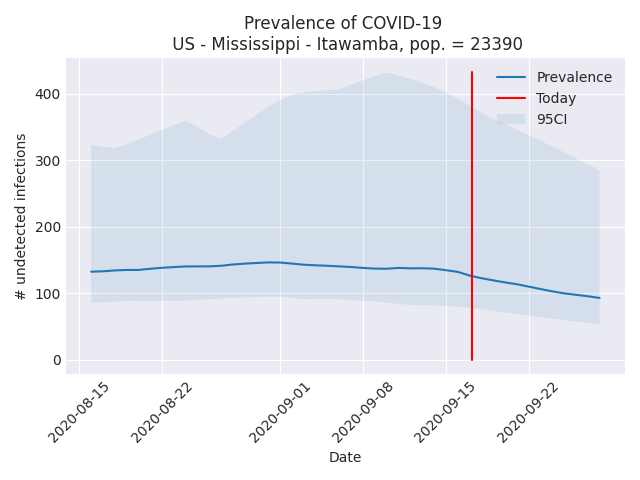 Prevalence of COVID-19
US - Mississippi - Itawamba, pop. = 23390
Prevalence
Today
95CI
400
300
200
100
0
# undetected infections
2020-08-15
2020-08-22
2020-09-01
2020-09-08
2020-09-15
2020-09-22
Date